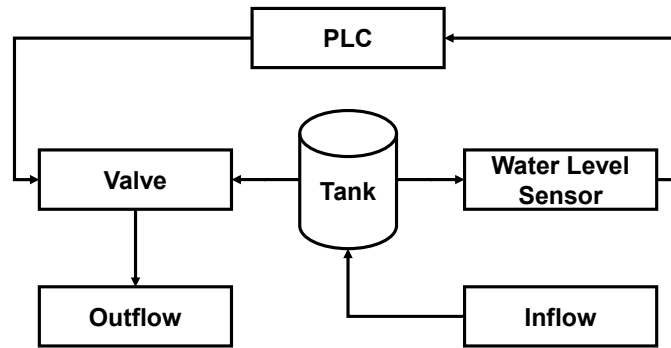 PLC
Valve
Tank
Water Level
Sensor
Outflow
Inflow